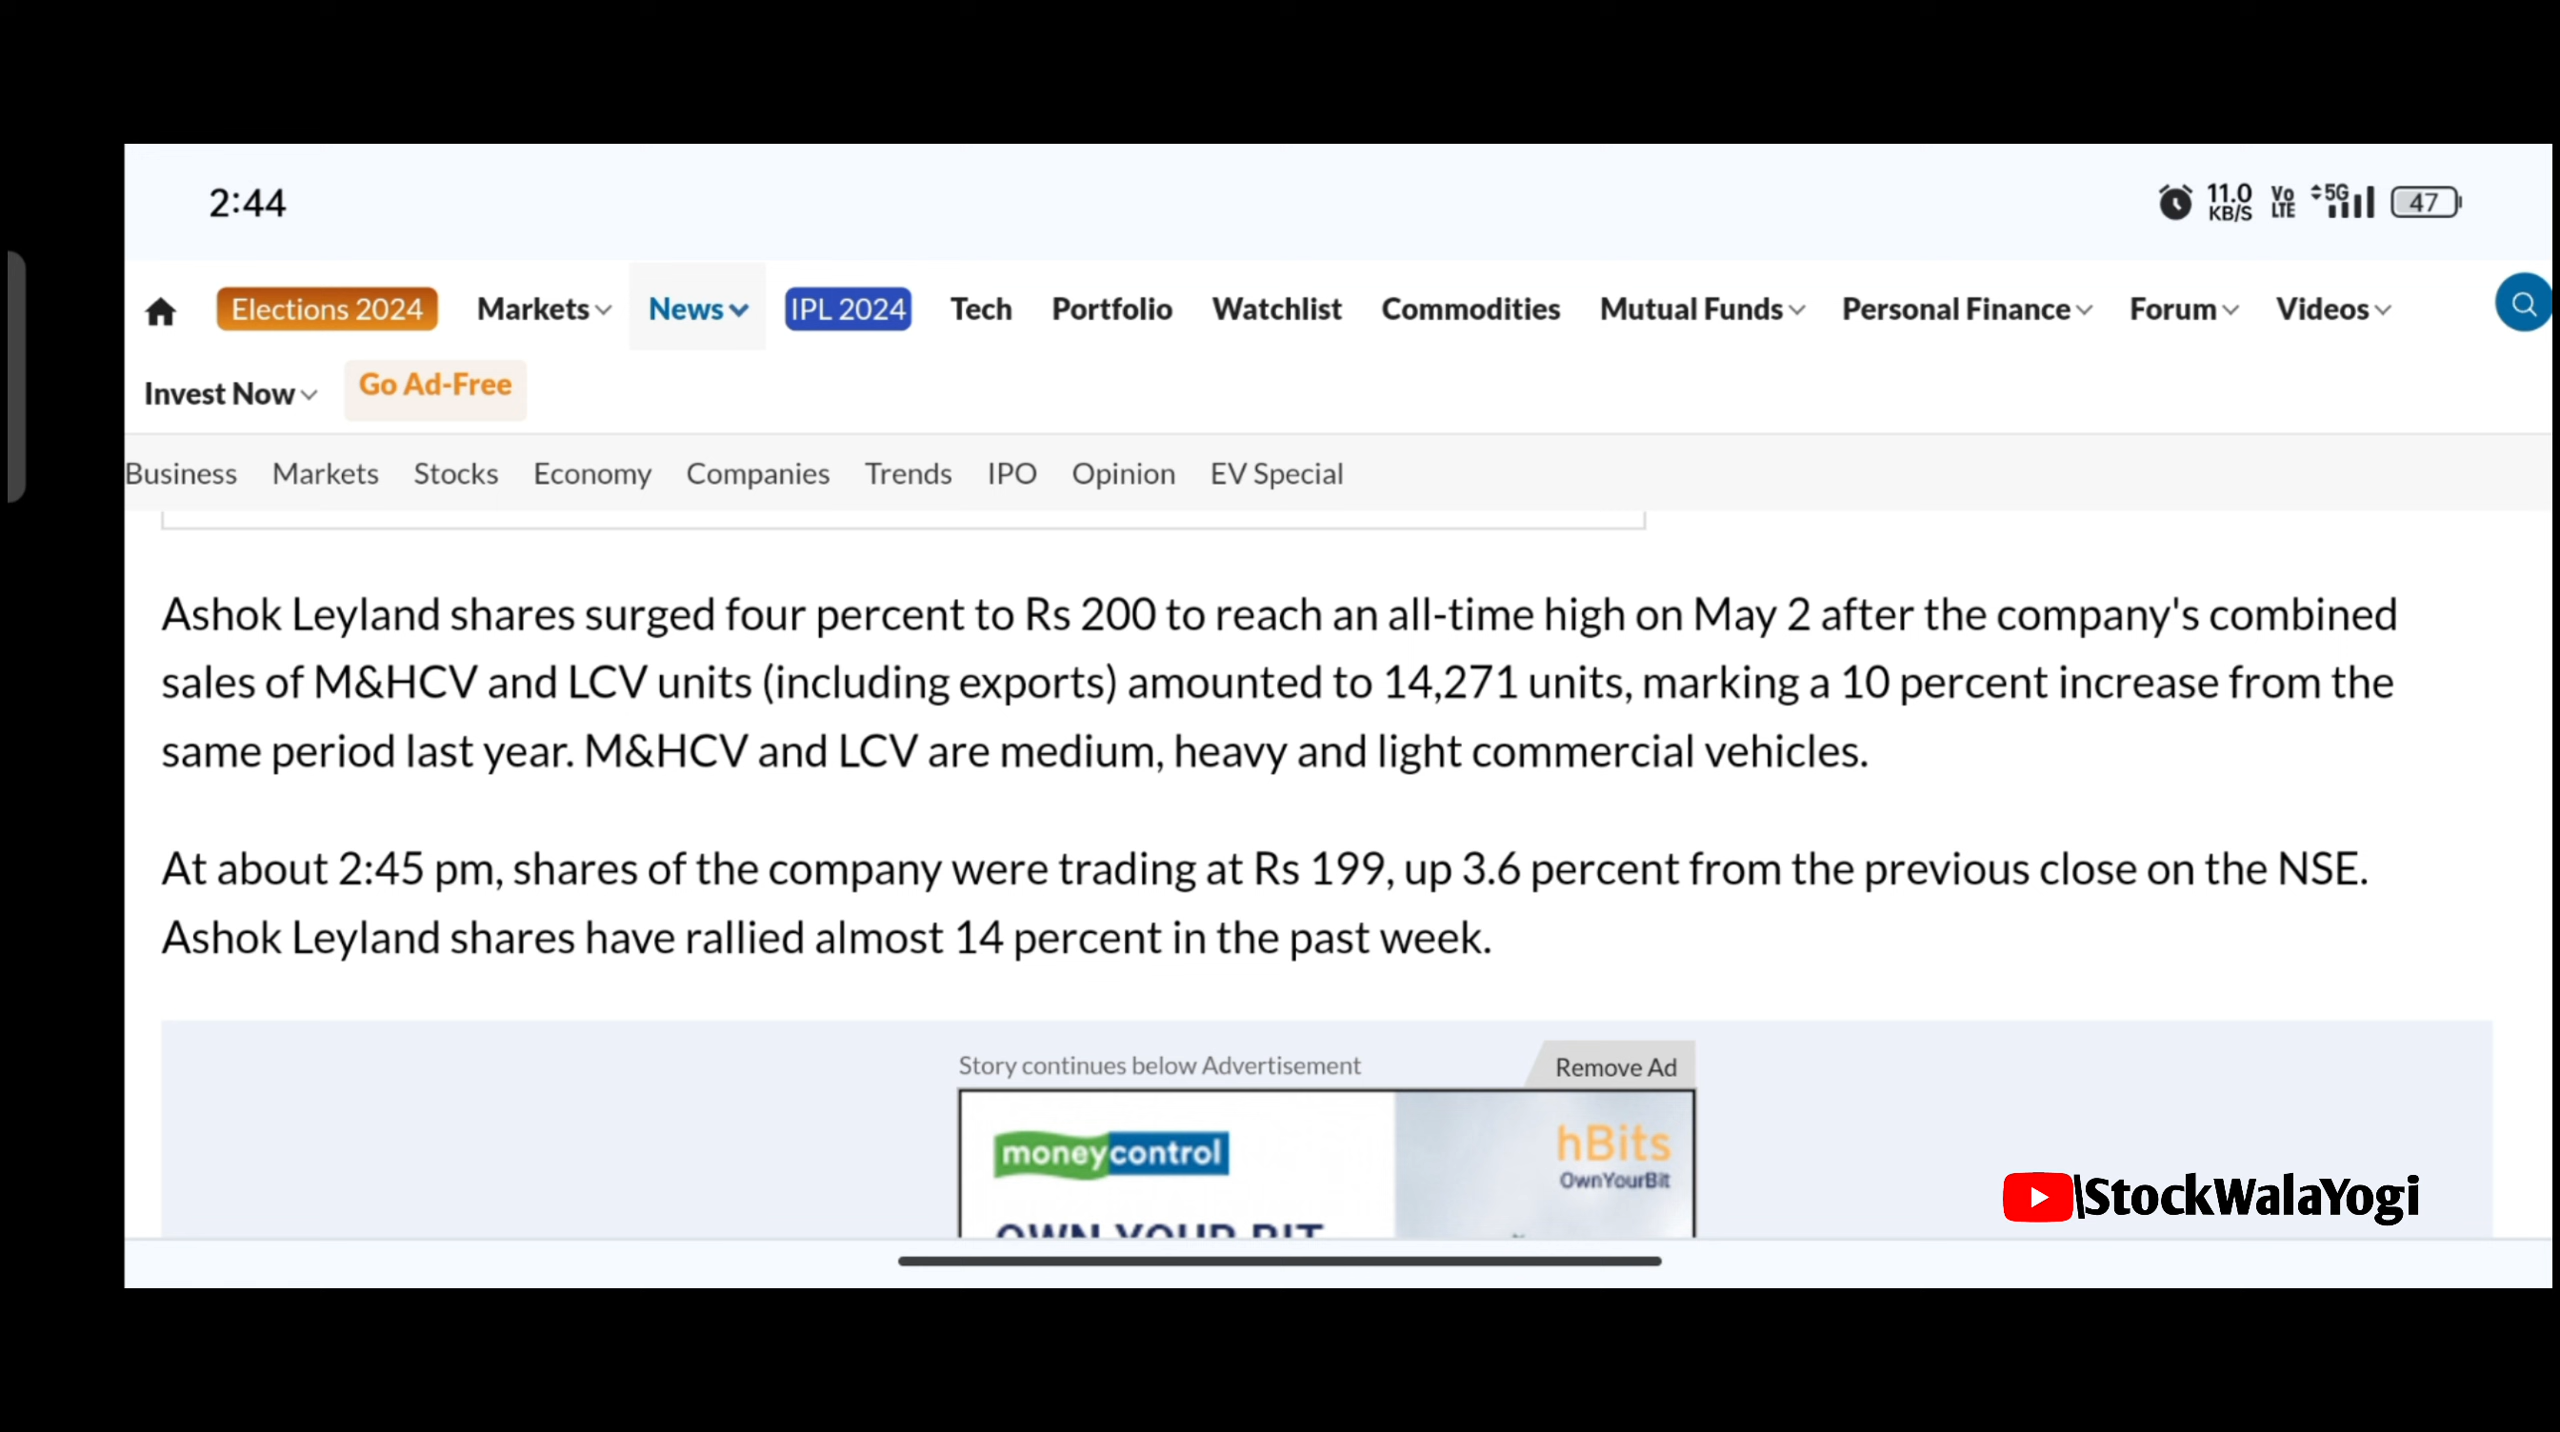 2:44
11.0 KB/S Vo LTE 5G 47
Elections 2024 Markets News IPL 2024 Tech Portfolio Watchlist Commodities Mutual Funds Personal Finance Forum Videos
Invest Now Go Ad-Free
Business Markets Stocks Economy Companies Trends IPO Opinion EV Special
Ashok Leyland shares surged four percent to Rs 200 to reach an all-time high on May 2 after the company's combined
sales of M&HCV and LCV units (including exports) amounted to 14,271 units, marking a 10 percent increase from the
same period last year. M&HCV and LCV are medium, heavy and light commercial vehicles.
At about 2:45 pm, shares of the company were trading at Rs 199, up 3.6 percent from the previous close on the NSE.
Ashok Leyland shares have rallied almost 14 percent in the past week.
Story continues below Advertisement Remove Ad
moneycontrol hBits
OwnYourBit
OWN YOUR BIT
\StockWalaYogi